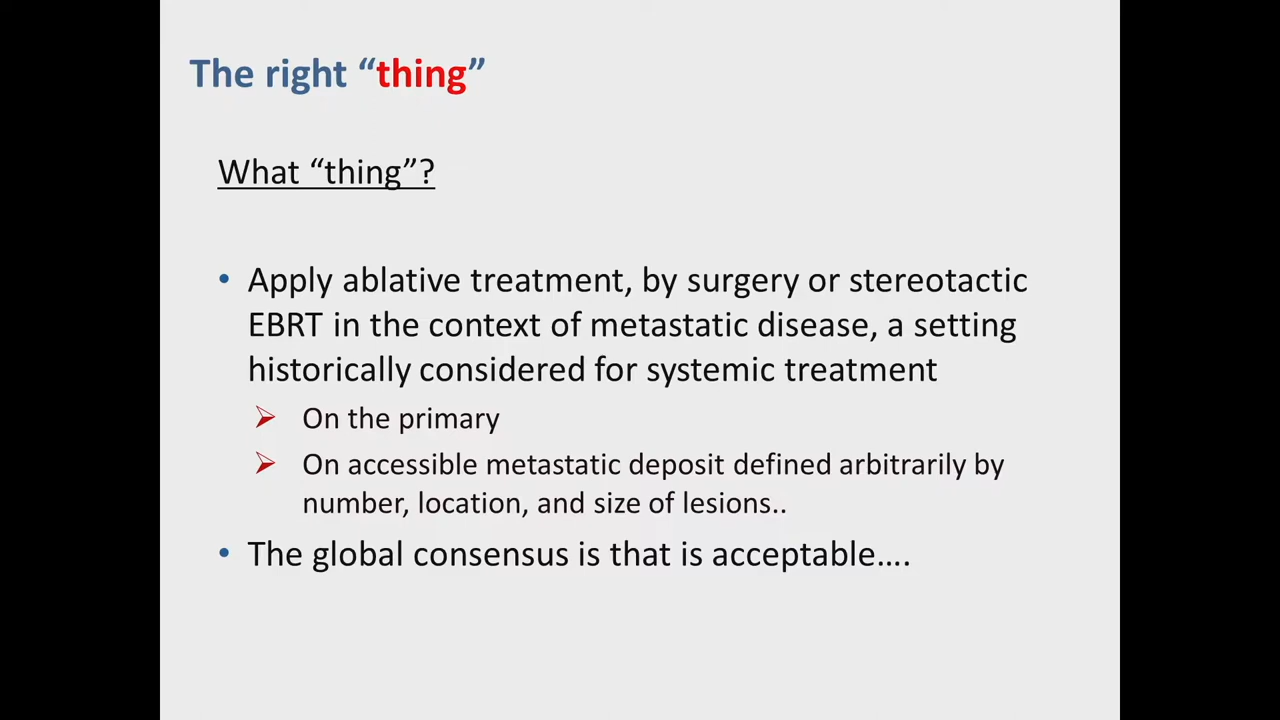 The right “thing”
What “thing”?
• Apply ablative treatment, by surgery or stereotactic
EBRT in the context of metastatic disease, a setting
historically considered for systemic treatment
➢ On the primary
➢ On accessible metastatic deposit defined arbitrarily by
number, location, and size of lesions..
• The global consensus is that is acceptable….